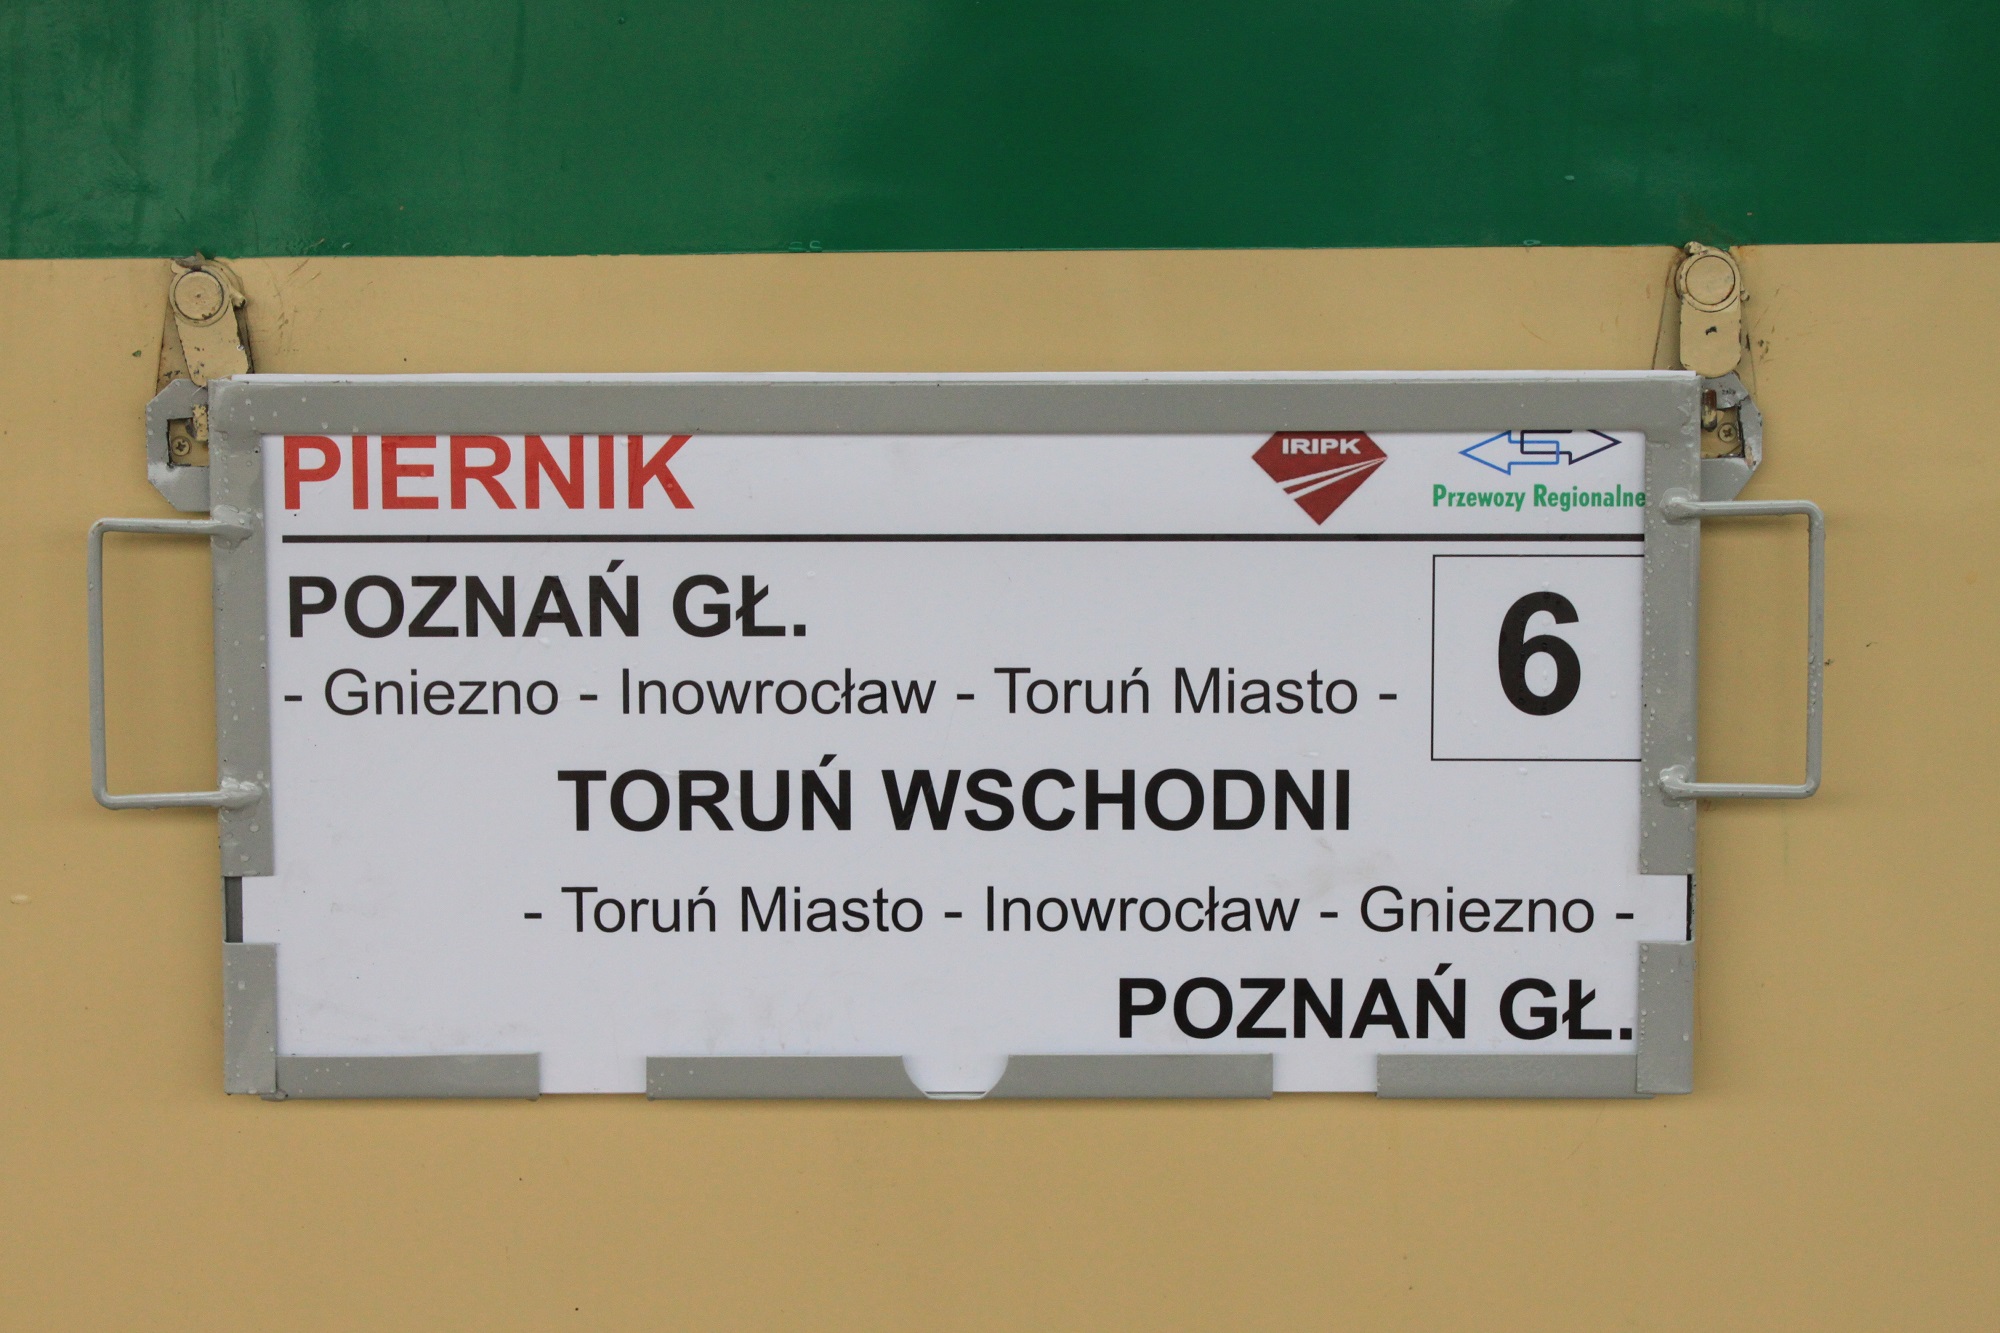 PIERNIK
IRIPK
Przewozy Regionalne
POZNAŃ GŁ.
6
- Gniezno - Inowrocław - Toruń Miasto -
TORUŃ WSCHODNI
- Toruń Miasto - Inowrocław - Gniezno -
POZNAŃ GŁ.